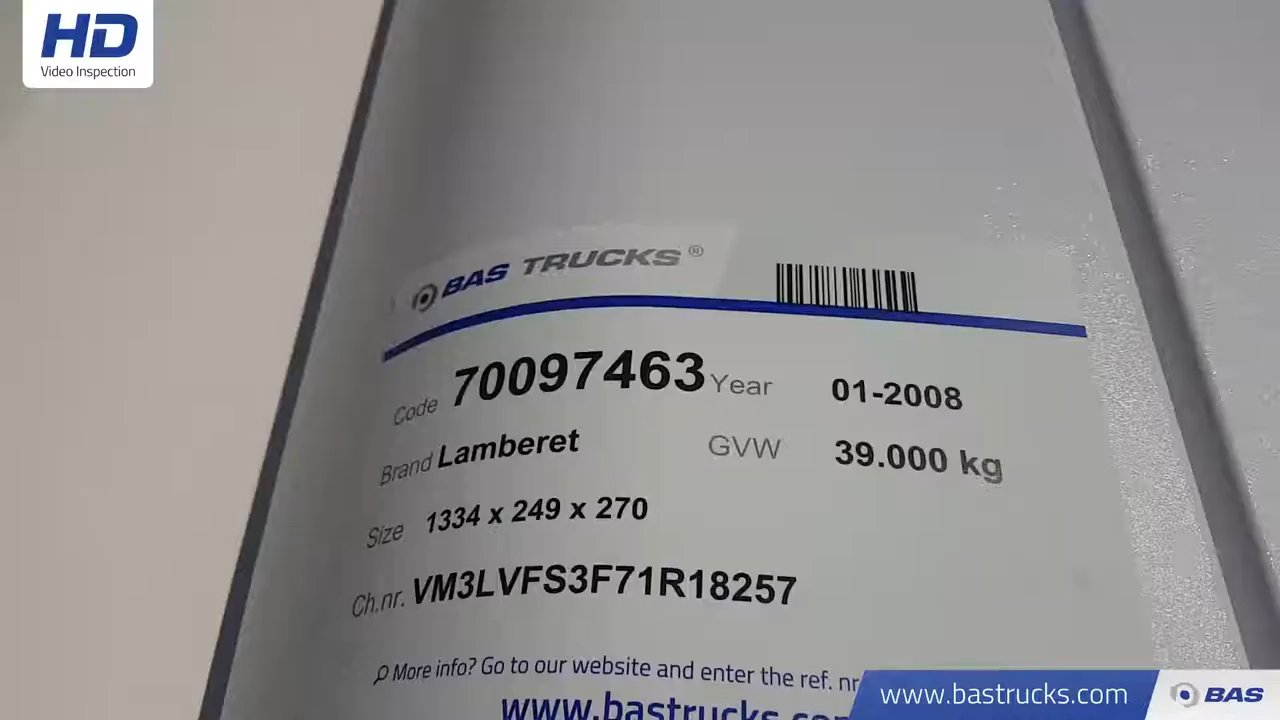 HD
Video Inspection
BAS TRUCKS®
Code 70097463 Year 01-2008
Brand Lamberet GVW 39.000 kg
Size 1334 x 249 x 270
Ch.nr. VM3LVFS3F71R18257
More info? Go to our website and enter the ref. nr
www.bastrucks.com
www.bastrucks.com BAS